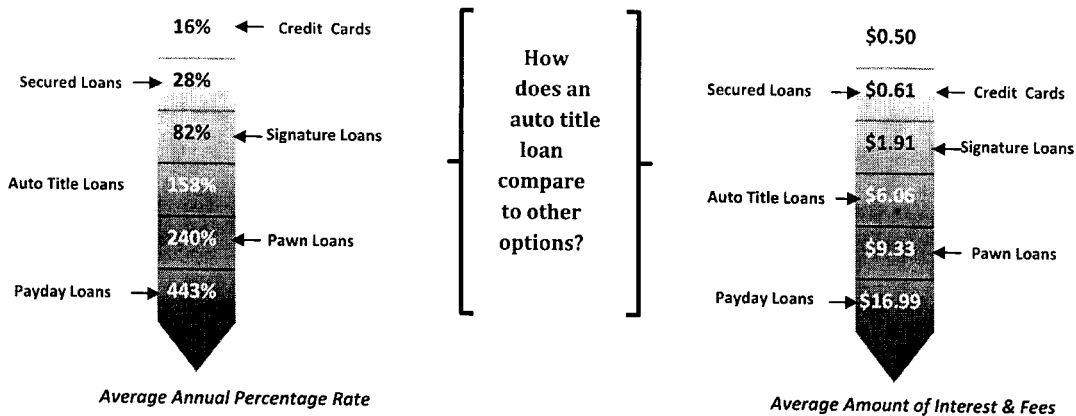 16% Credit Cards
Secured Loans 28%
82% Signature Loans
Auto Title Loans 158%
240% Pawn Loans
Payday Loans 443%
Average Annual Percentage Rate
How
does an
auto title
loan
compare
to other
options?
$0.50
Secured Loans $0.61 Credit Cards
$1.91 Signature Loans
Auto Title Loans $6.06
$9.33 Pawn Loans
Payday Loans $16.99
Average Amount of Interest & Fees